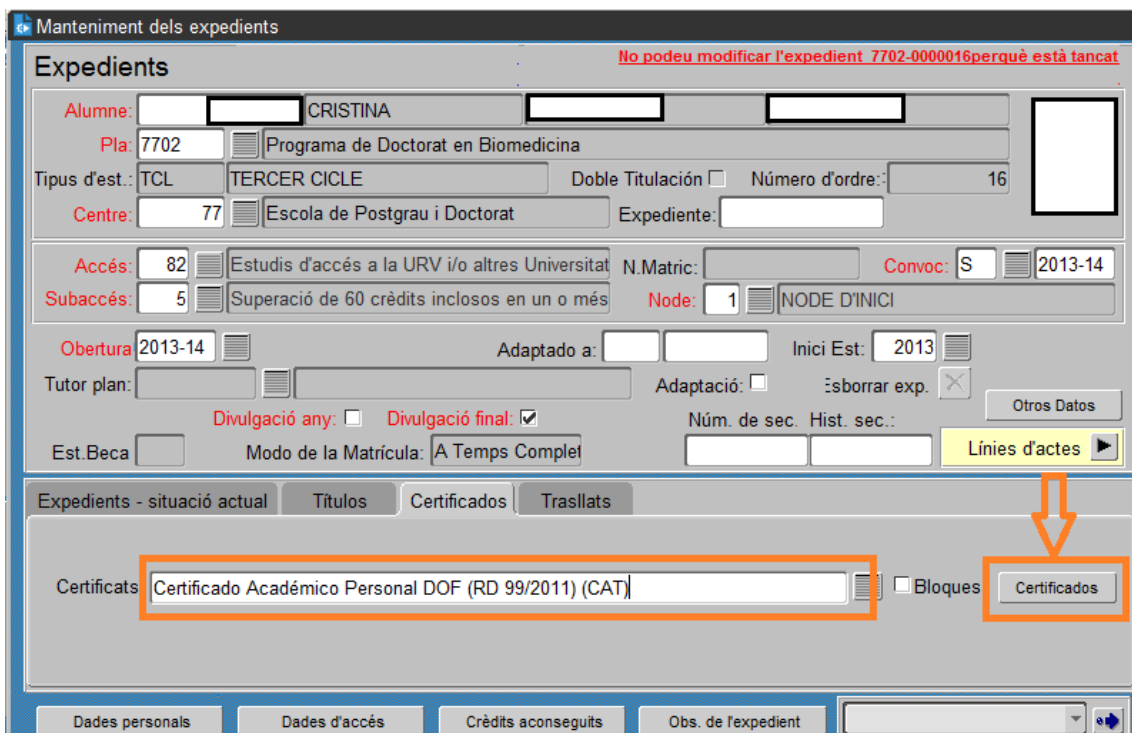 Manteniment dels expedients
Expedients
No podeu modificar l'expedient 7702-0000016perquè està tancat
Alumne: CRISTINA
Pla: 7702 Programa de Doctorat en Biomedicina
Tipus d'est.: TCL TERCER CICLE Doble Titulación Número d'ordre:: 16
Centre: 77 Escola de Postgrau i Doctorat Expediente:
Accés: 82 Estudis d'accés a la URV i/o altres Universitat N.Matric: Convoc: S 2013-14
Subaccés: 5 Superació de 60 crèdits inclosos en un o més Node: 1 NODE D'INICI
Obertura 2013-14 Adaptado a: Inici Est: 2013
Tutor plan: Adaptació: Esborrar exp.
Otros Datos
Divulgació any: Divulgació final: Núm. de sec. Hist. sec.:
Est.Beca Modo de la Matrícula: A Temps Complet Línies d'actes
Expedients - situació actual Títulos Certificados Trasllats
Certificats Certificado Académico Personal DOF (RD 99/2011) (CAT) Bloques Certificados
Dades personals Dades d'accés Crèdits aconseguits Obs. de l'expedient